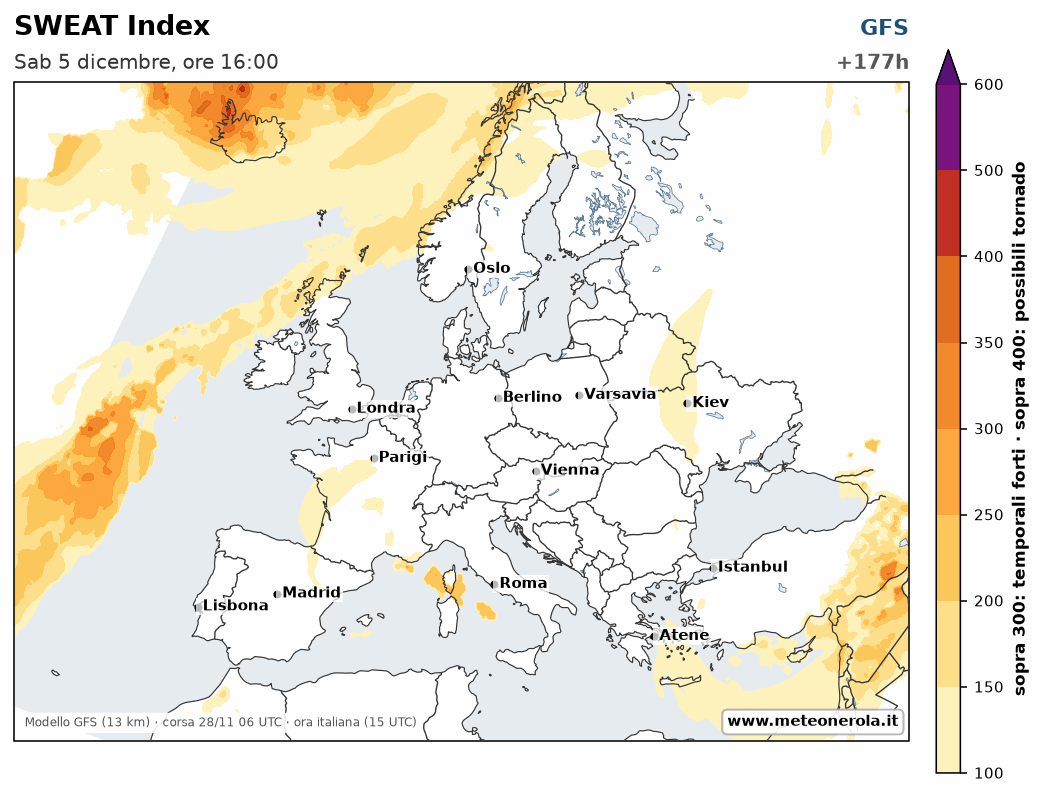 SWEAT Index
GFS
Sab 5 dicembre, ore 16:00
+177h
Oslo
Londra
Berlino
Varsavia
Kiev
Parigi
Vienna
Istanbul
Roma
Madrid
Lisbona
Atene
Modello GFS (13 km) · corsa 28/11 06 UTC · ora italiana (15 UTC)
www.meteonerola.it
600
500
400
350
300
250
200
150
100
sopra 300: temporali forti · sopra 400: possibili tornado